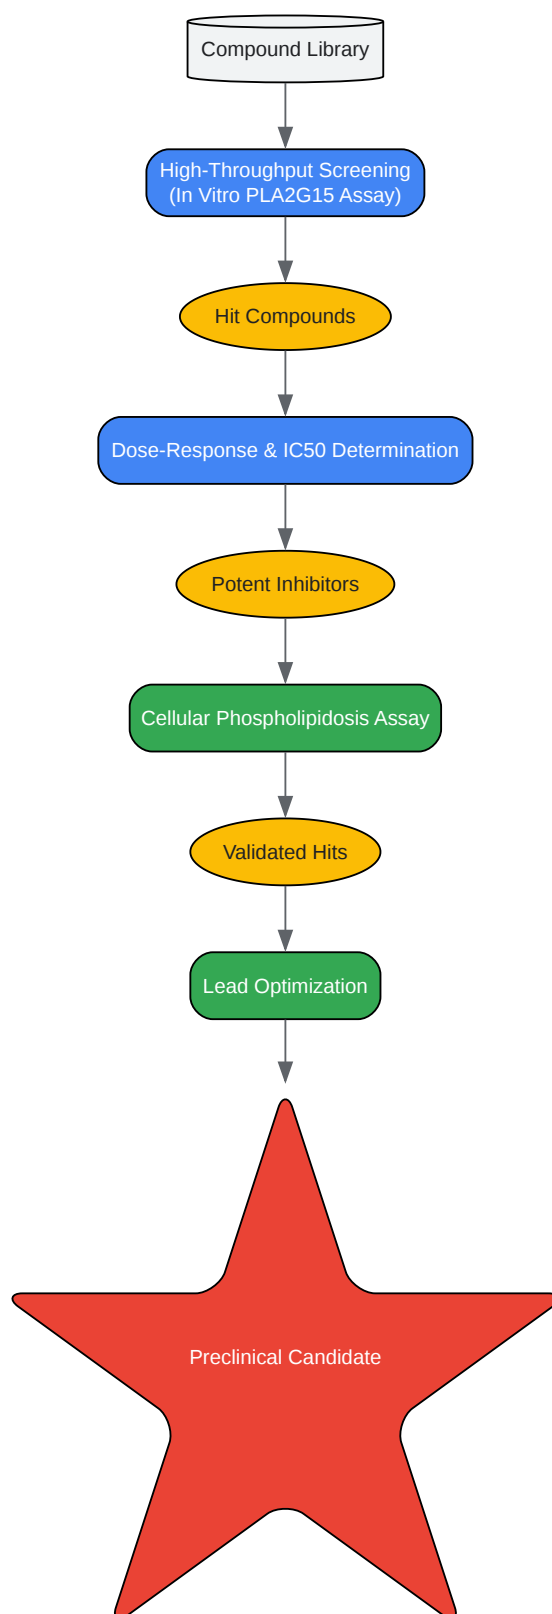 Compound Library
High-Throughput Screening
(In Vitro PLA2G15 Assay)
Hit Compounds
Dose-Response & IC50 Determination
Potent Inhibitors
Cellular Phospholipidosis Assay
Validated Hits
Lead Optimization
Preclinical Candidate